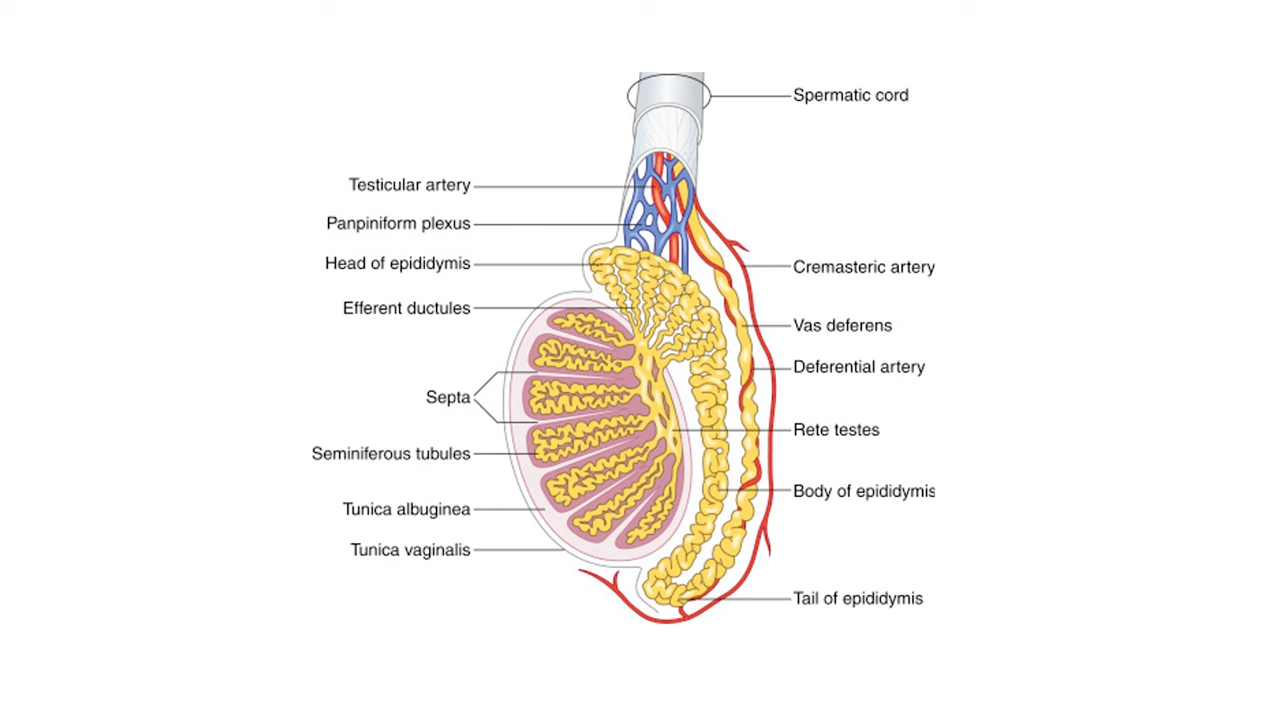 Spermatic cord
Testicular artery
Panpiniform plexus
Head of epididymis
Efferent ductules
Septa
Seminiferous tubules
Tunica albuginea
Tunica vaginalis
Cremasteric artery
Vas deferens
Deferential artery
Rete testes
Body of epididymis
Tail of epididymis